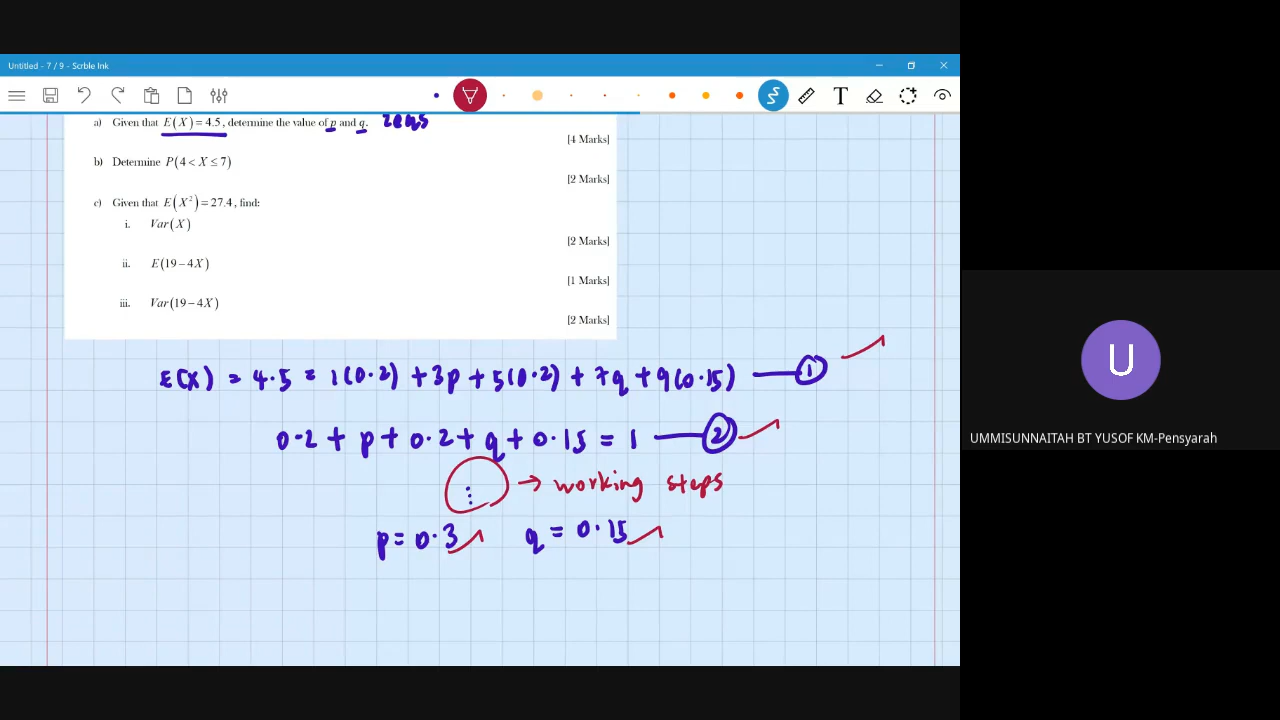 Untitled - 7 / 9 - Scrble Ink
a) Given that E(X) = 4.5, determine the value of p and q. 2 eqs
[4 Marks]
b) Determine P(4 < X ≤ 7)
[2 Marks]
c) Given that E(X²) = 27.4, find:
i. Var(X)
[2 Marks]
ii. E(19 – 4X)
[1 Marks]
iii. Var(19 – 4X)
[2 Marks]
E(X) = 4.5 = 1(0.2) + 3p + 5(0.2) + 7q + 9(0.15) — 1
0.2 + p + 0.2 + q + 0.15 = 1 — 2
⋮ → working steps
p = 0.3 q = 0.15
U
UMMISUNNAITAH BT YUSOF KM-Pensyarah